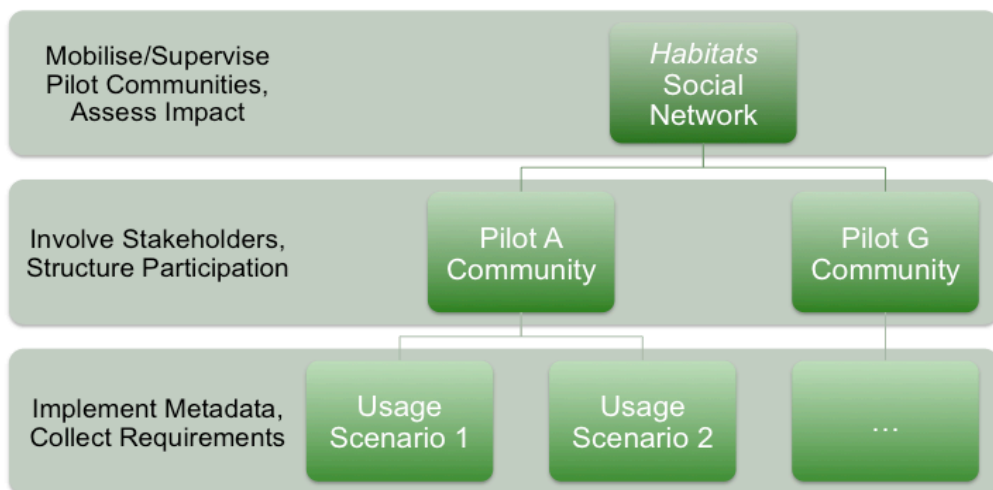 Mobilise/Supervise
Pilot Communities,
Assess Impact
Habitats
Social
Network
Involve Stakeholders,
Structure Participation
Pilot A
Community
Pilot G
Community
Implement Metadata,
Collect Requirements
Usage
Scenario 1
Usage
Scenario 2
...